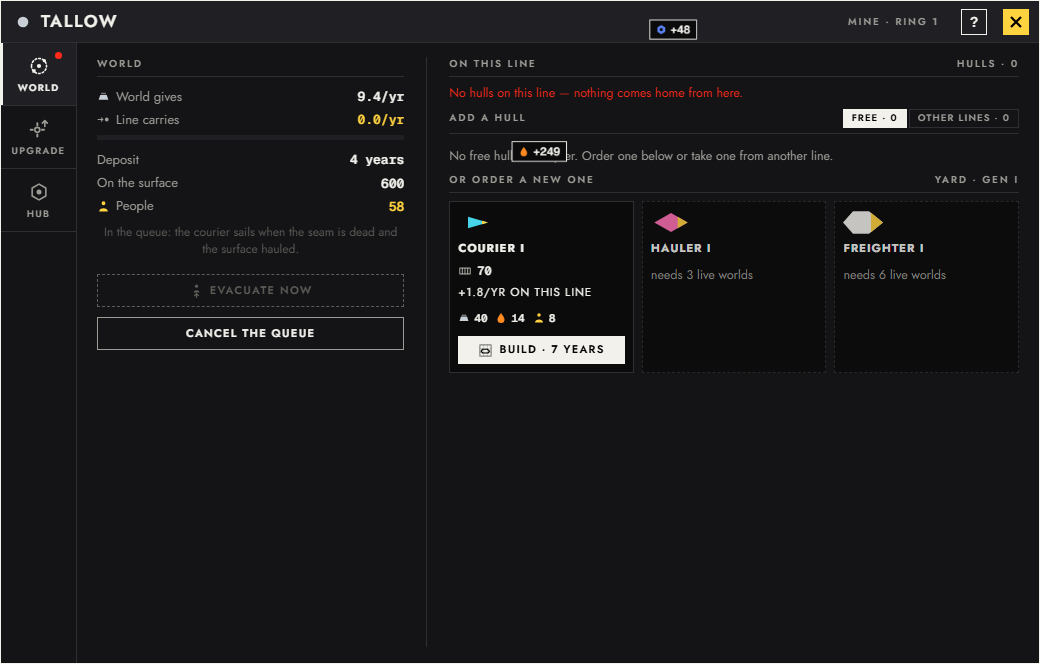 TALLOW
+48
MINE · RING 1
?
WORLD
UPGRADE
HUB
WORLD
World gives 9.4/yr
Line carries 0.0/yr
Deposit 4 years
On the surface 600
People 58
In the queue: the courier sails when the seam is dead and
the surface hauled.
EVACUATE NOW
CANCEL THE QUEUE
ON THIS LINE HULLS · 0
No hulls on this line — nothing comes home from here.
ADD A HULL FREE · 0 OTHER LINES · 0
+249
No free Order one below or take one from another line.
OR ORDER A NEW ONE YARD · GEN I
COURIER I
70
+1.8/YR ON THIS LINE
40 14 8
BUILD · 7 YEARS
HAULER I
needs 3 live worlds
FREIGHTER I
needs 6 live worlds